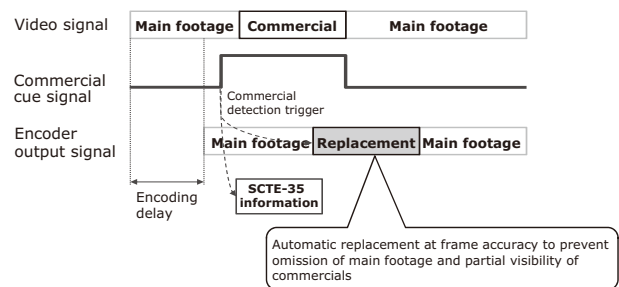 Video signal
Main footage
Commercial
Main footage
Commercial
cue signal
Commercial
detection trigger
Encoder
output signal
Main footage
Replacement
Main footage
Encoding
delay
SCTE-35
information
Automatic replacement at frame accuracy to prevent
omission of main footage and partial visibility of
commercials